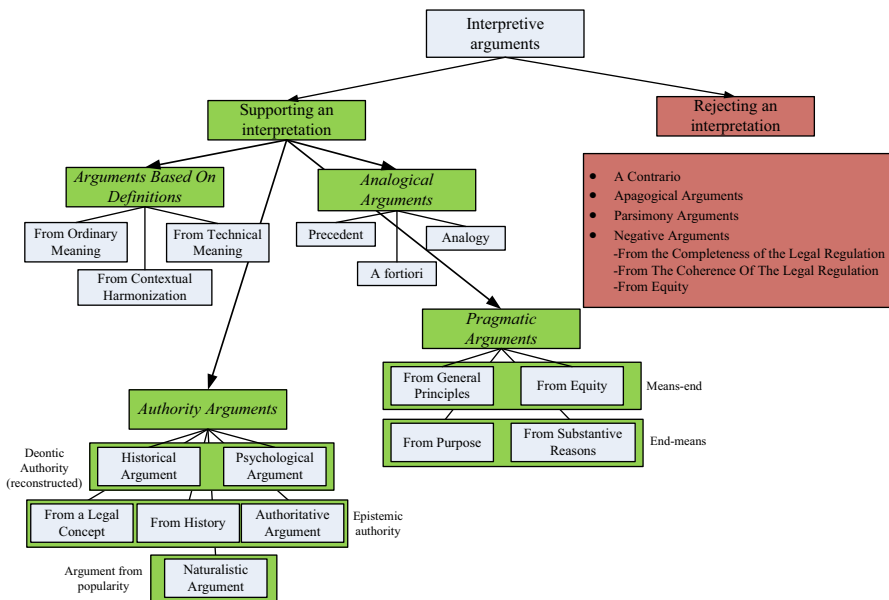 Interpretive
arguments
Supporting an
interpretation
Rejecting an
interpretation
Arguments Based On
Definitions
From Ordinary
Meaning
From Technical
Meaning
From Contextual
Harmonization
Analogical
Arguments
Precedent
Analogy
A fortiori
• A Contrario
• Apagogical Arguments
• Parsimony Arguments
• Negative Arguments
-From the Completeness of the Legal Regulation
-From The Coherence Of The Legal Regulation
-From Equity
Pragmatic
Arguments
From General
Principles
From Equity
Means-end
From Purpose
From Substantive
Reasons
End-means
Authority Arguments
Deontic
Authority
(reconstructed)
Historical
Argument
Psychological
Argument
From a Legal
Concept
From History
Authoritative
Argument
Epistemic
authority
Argument from
popularity
Naturalistic
Argument